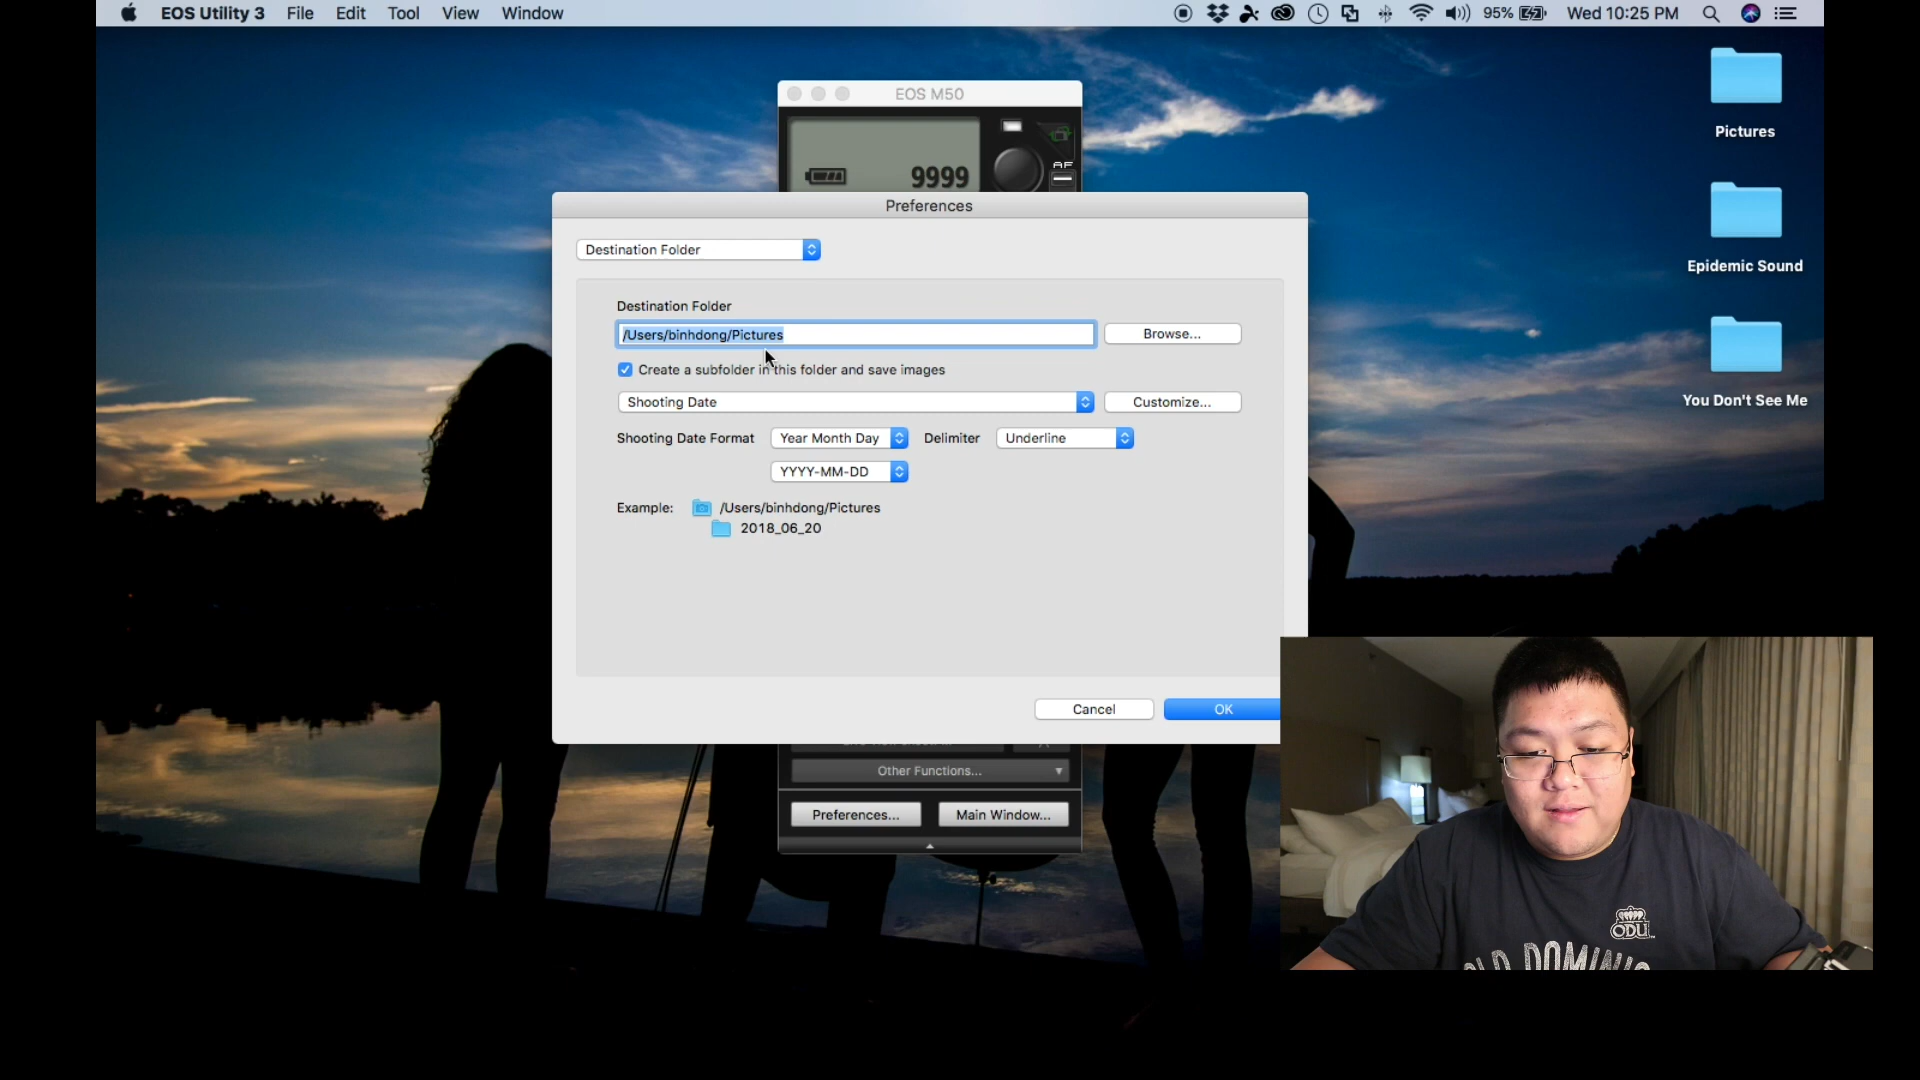 EOS Utility 3 File Edit Tool View Window 95% Wed 10:25 PM
Pictures
Epidemic Sound
You Don't See Me
EOS M50
9999
AF
Preferences
Destination Folder
Destination Folder
/Users/binhdong/Pictures Browse...
Create a subfolder in this folder and save images
Shooting Date Customize...
Shooting Date Format Year Month Day Delimiter Underline
YYYY-MM-DD
Example: /Users/binhdong/Pictures
2018_06_20
Cancel OK
Other Functions...
Preferences... Main Window...
ODU
OLD DOMINION